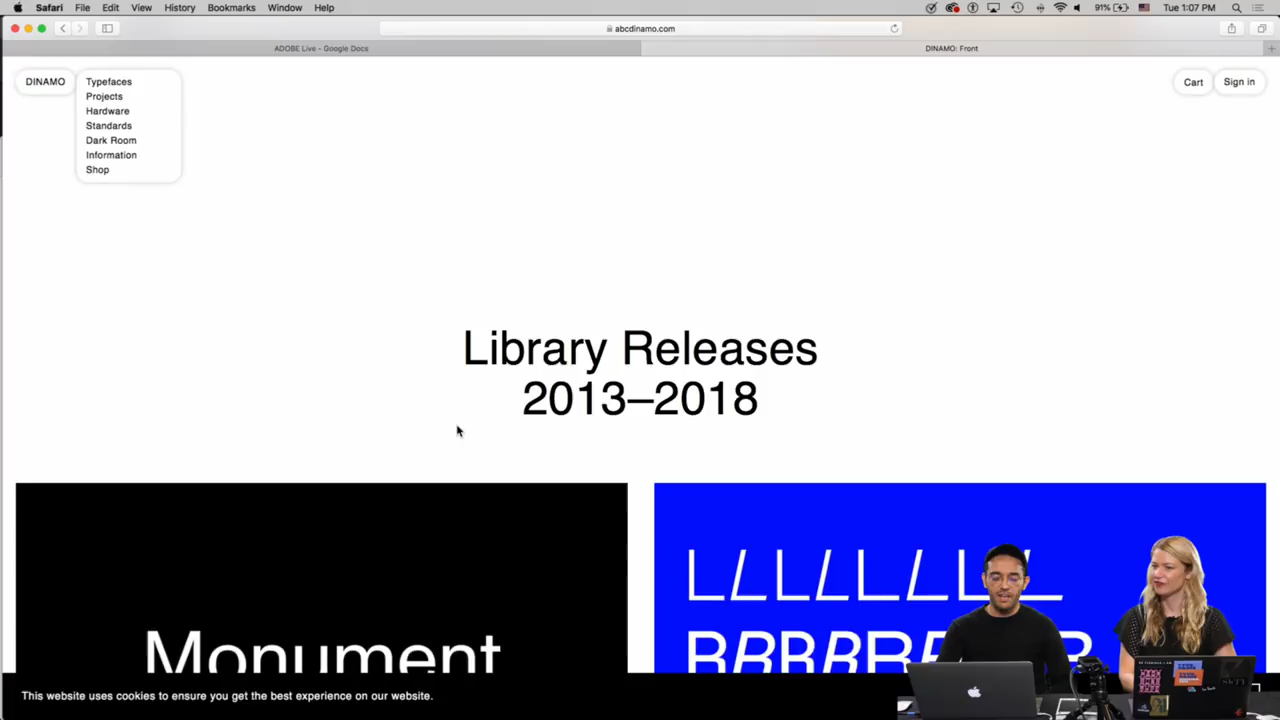 Safari File Edit View History Bookmarks Window Help
91% Tue 1:07 PM
abcdinamo.com
ADOBE Live - Google Docs
DINAMO: Front
DINAMO
Typefaces
Projects
Hardware
Standards
Dark Room
Information
Shop
Cart
Sign in
Library Releases
2013–2018
Monument
LLLLLLL
This website uses cookies to ensure you get the best experience on our website.